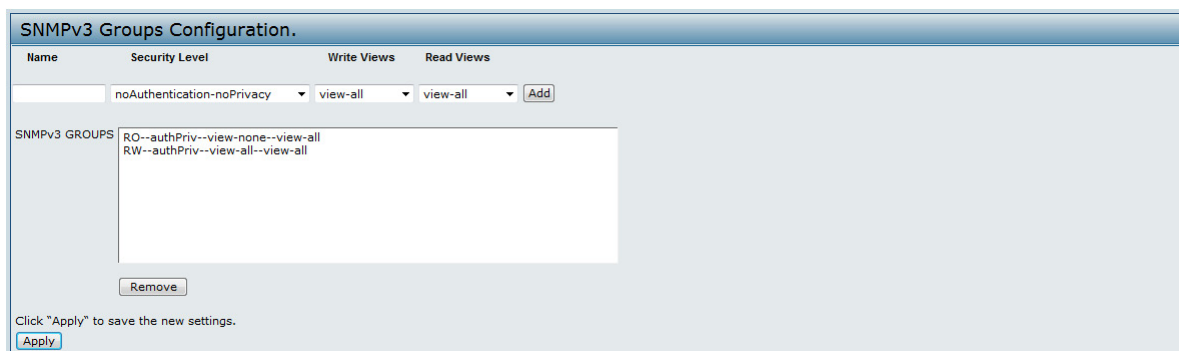 SNMPv3 Groups Configuration.
Name Security Level Write Views Read Views
noAuthentication-noPrivacy view-all view-all Add
SNMPv3 GROUPS
RO--authPriv--view-none--view-all
RW--authPriv--view-all--view-all
Remove
Click "Apply" to save the new settings.
Apply